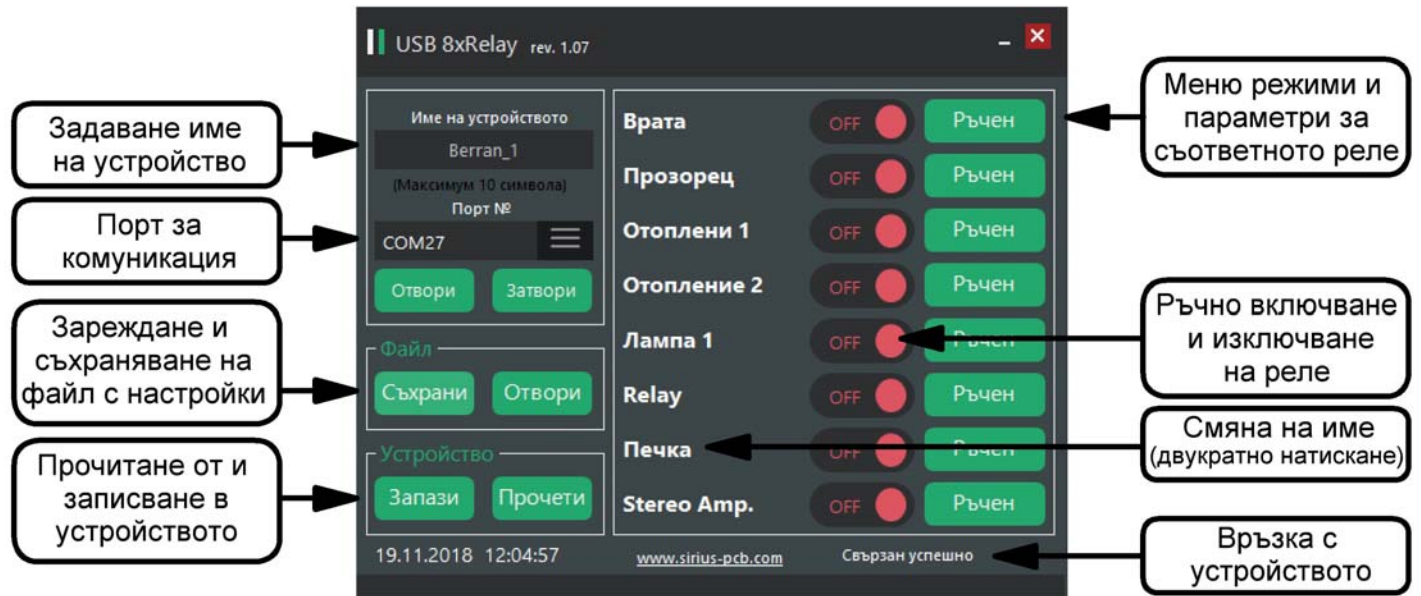 USB 8xRelay rev. 1.07
Задаване име
на устройство
Порт за
комуникация
Зареждане и
съхраняване на
файл с настройки
Прочитане от и
записване в
устройството
Име на устройството
Berran_1
(Максимум 10 символа)
Порт №
COM27
Отвори Затвори
Файл
Съхрани Отвори
Устройство
Запази Прочети
Врата OFF Ръчен
Прозорец OFF Ръчен
Отоплени 1 OFF Ръчен
Отопление 2 OFF Ръчен
Лампа 1 OFF Ръчен
Relay OFF Ръчен
Печка OFF Ръчен
Stereo Amp. OFF Ръчен
19.11.2018 12:04:57 www.sirius-pcb.com Свързан успешно
Меню режими и
параметри за
съответното реле
Ръчно включване
и изключване
на реле
Смяна на име
(двукратно натискане)
Връзка с
устройството